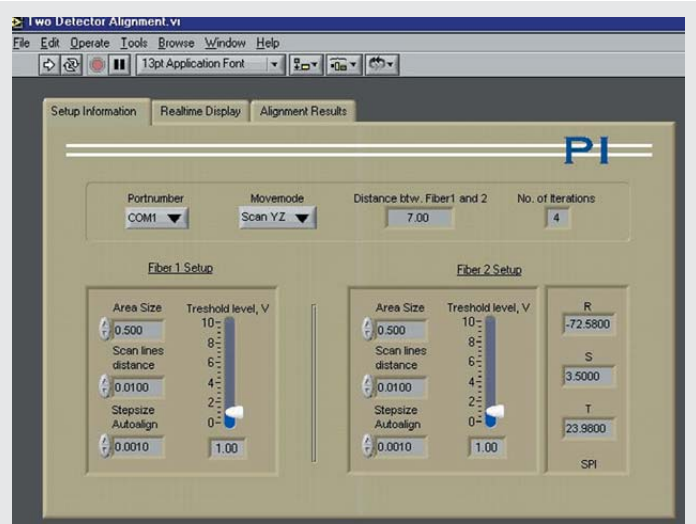 Two Detector Alignment.vi
File Edit Operate Tools Browse Window Help
13pt Application Font
Setup Information Realtime Display Alignment Results
PI
Portnumber Movemode Distance btw. Fiber1 and 2 No. of Iterations
COM1 Scan YZ 7.00 4
Fiber 1 Setup Fiber 2 Setup
Area Size Treshold level, V
0.500
Scan lines
distance
0.0100
Stepsize
Autoalign
0.0010
10
8
6
4
2
0
1.00
Area Size Treshold level, V
0.500
Scan lines
distance
0.0100
Stepsize
Autoalign
0.0010
10
8
6
4
2
0
1.00
R
-72.5800
S
3.5000
T
23.9800
SPI